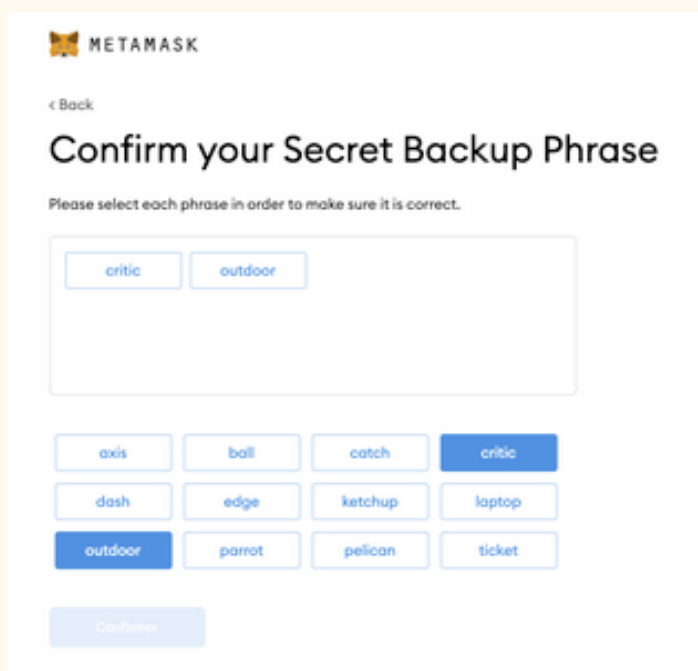 METAMASK
< Back
Confirm your Secret Backup Phrase
Please select each phrase in order to make sure it is correct.
critic outdoor
axis ball catch critic
dash edge ketchup laptop
outdoor parrot pelican ticket
Confirmar